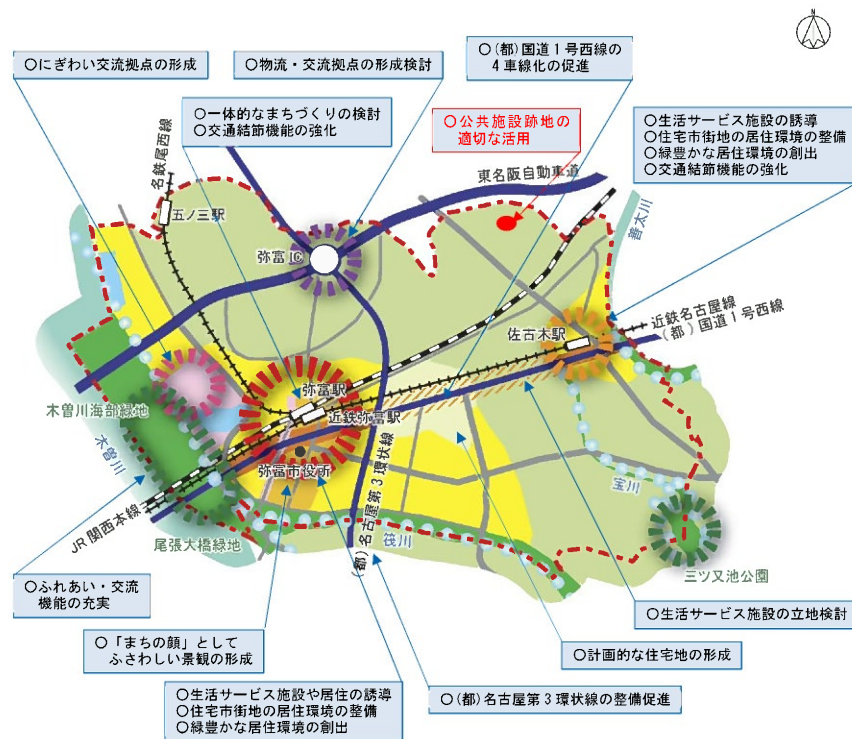 N
○にぎわい交流拠点の形成
○物流・交流拠点の形成検討
○(都)国道1号西線の
4車線化の促進
○一体的なまちづくりの検討
○交通結節機能の強化
○公共施設跡地の
適切な活用
○生活サービス施設の誘導
○住宅市街地の居住環境の整備
○緑豊かな居住環境の創出
○交通結節機能の強化
名鉄尾西線
五ノ三駅
東名阪自動車道
弥富IC
善太川
佐古木駅
近鉄名古屋線
(都)国道1号西線
弥富駅
近鉄弥富駅
木曽川海部緑地
木曽川
弥富市役所
(都)名古屋第3環状線
JR関西本線
尾張大橋緑地
筏川
宝川
三ツ又池公園
○ふれあい・交流
機能の充実
○生活サービス施設の立地検討
○「まちの顔」として
ふさわしい景観の形成
○計画的な住宅地の形成
○生活サービス施設や居住の誘導
○住宅市街地の居住環境の整備
○緑豊かな居住環境の創出
○(都)名古屋第3環状線の整備促進